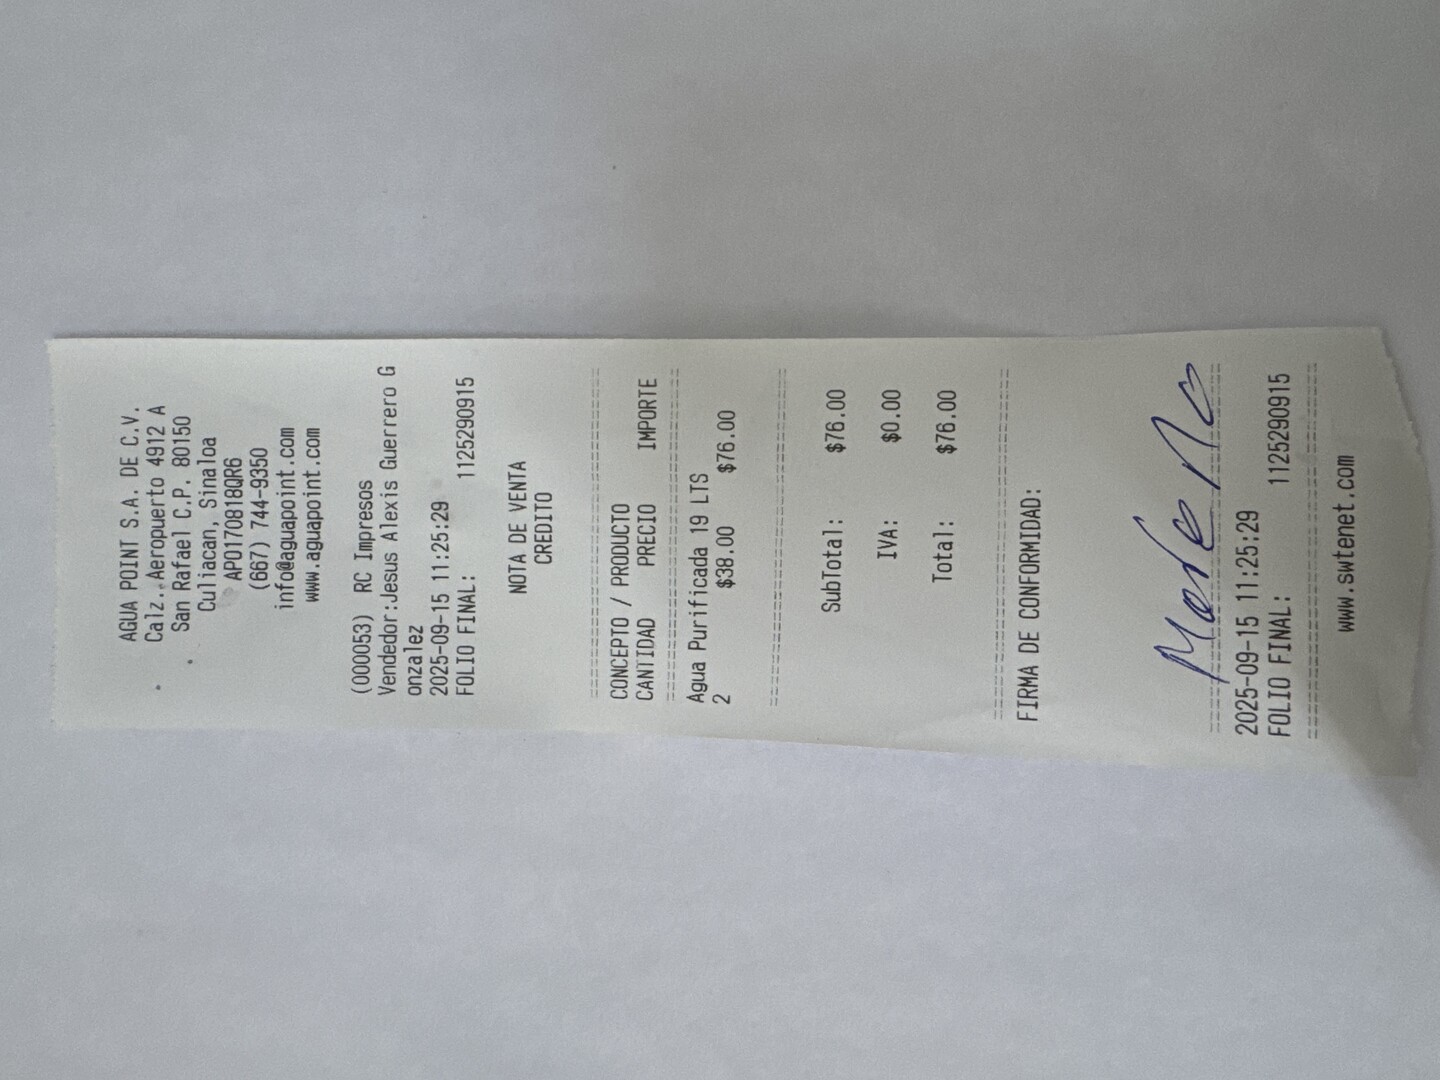 AGUA POINT S.A. DE C.V.
Calz. Aeropuerto 4912 A
San Rafael C.P. 80150
Culiacan, Sinaloa
APO170818QR6
(667) 744-9350
info@aguapoint.com
www.aguapoint.com
(000053) RC Impresos
Vendedor:Jesus Alexis Guerrero G
onzalez
2025-09-15 11:25:29
FOLIO FINAL: 1125290915
NOTA DE VENTA
CREDITO
CONCEPTO / PRODUCTO
CANTIDAD PRECIO IMPORTE
Agua Purificada 19 LTS
2 $38.00 $76.00
SubTotal: $76.00
IVA: $0.00
Total: $76.00
FIRMA DE CONFORMIDAD:
2025-09-15 11:25:29
FOLIO FINAL: 1125290915
www.swtenet.com